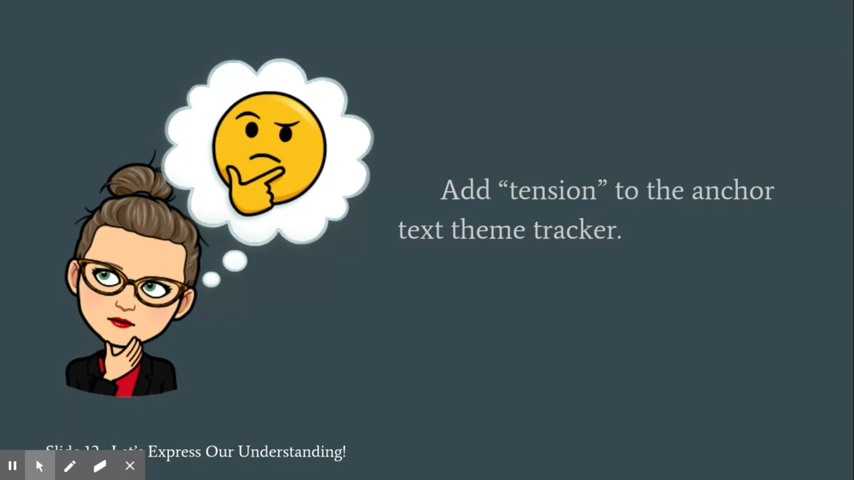 Add “tension” to the anchor
text theme tracker.
Slide 12 Let's Express Our Understanding!